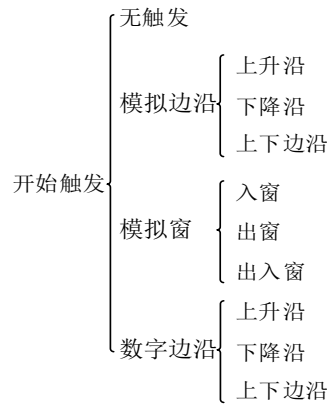 无触发
模拟边沿
上升沿
下降沿
上下边沿
开始触发
模拟窗
入窗
出窗
出入窗
数字边沿
上升沿
下降沿
上下边沿